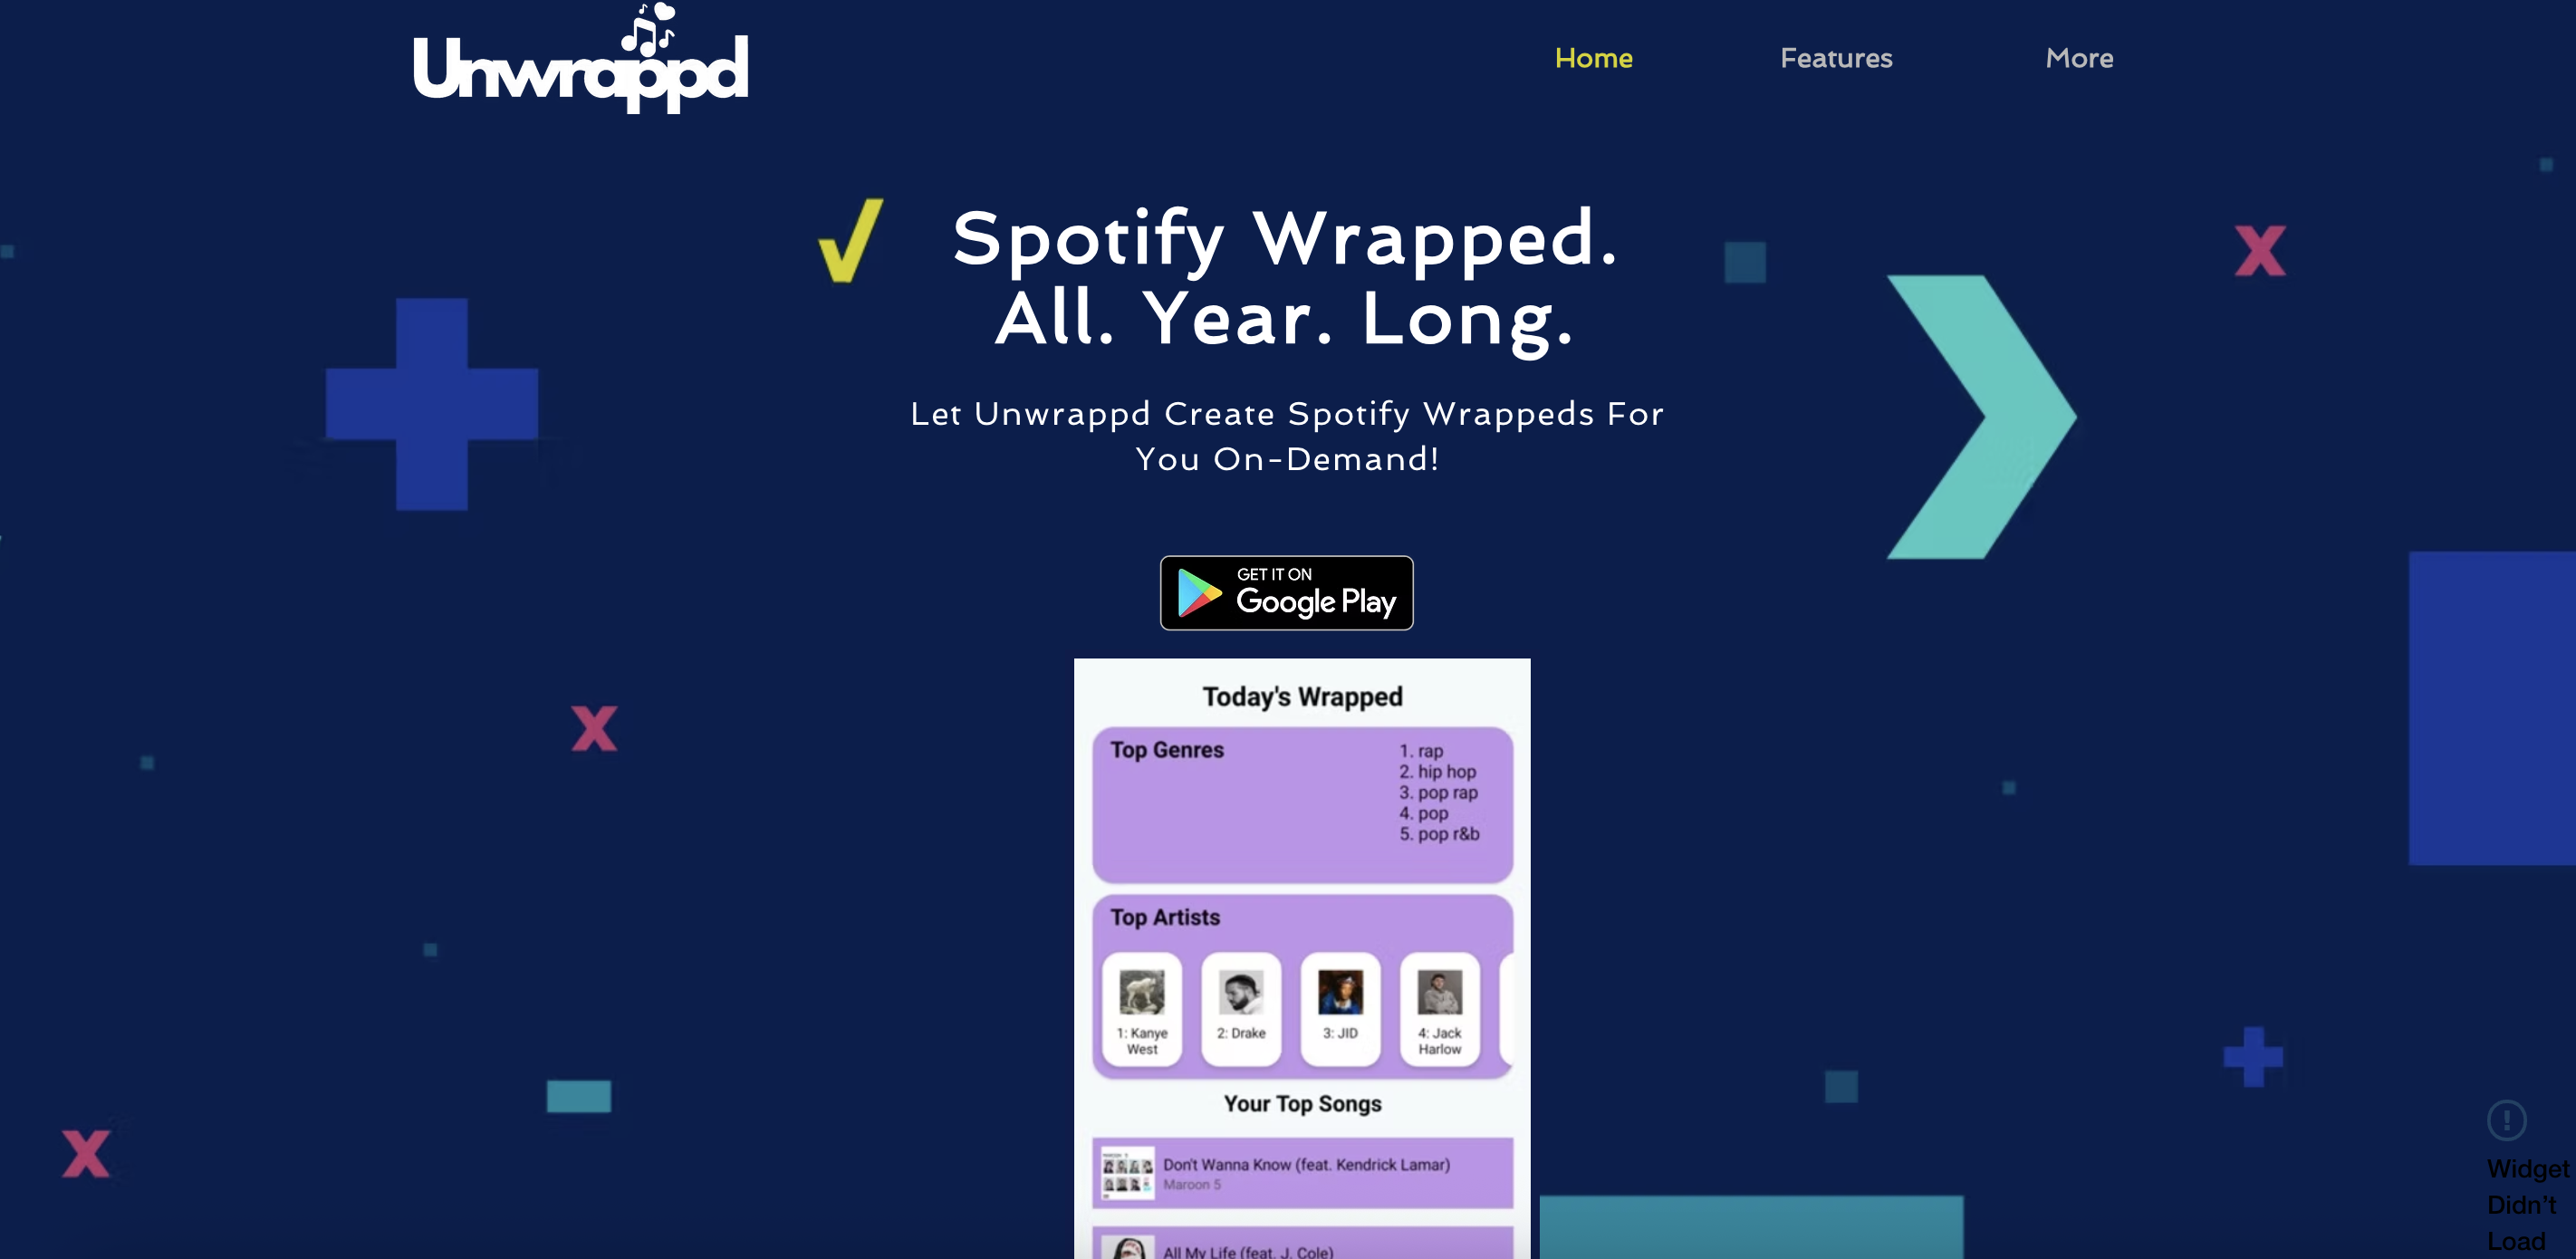 Unwrappd
Home
Features
More
Spotify Wrapped.
All. Year. Long.
Let Unwrappd Create Spotify Wrappeds For
You On-Demand!
GET IT ON
Google Play
Today's Wrapped
Top Genres
1. rap
2. hip hop
3. pop rap
4. pop
5. pop r&b
Top Artists
1: Kanye
West
2: Drake
3: JID
4: Jack
Harlow
Your Top Songs
Don't Wanna Know (feat. Kendrick Lamar)
Maroon 5
All My Life (feat. J. Cole)
Widget
Didn't
Load